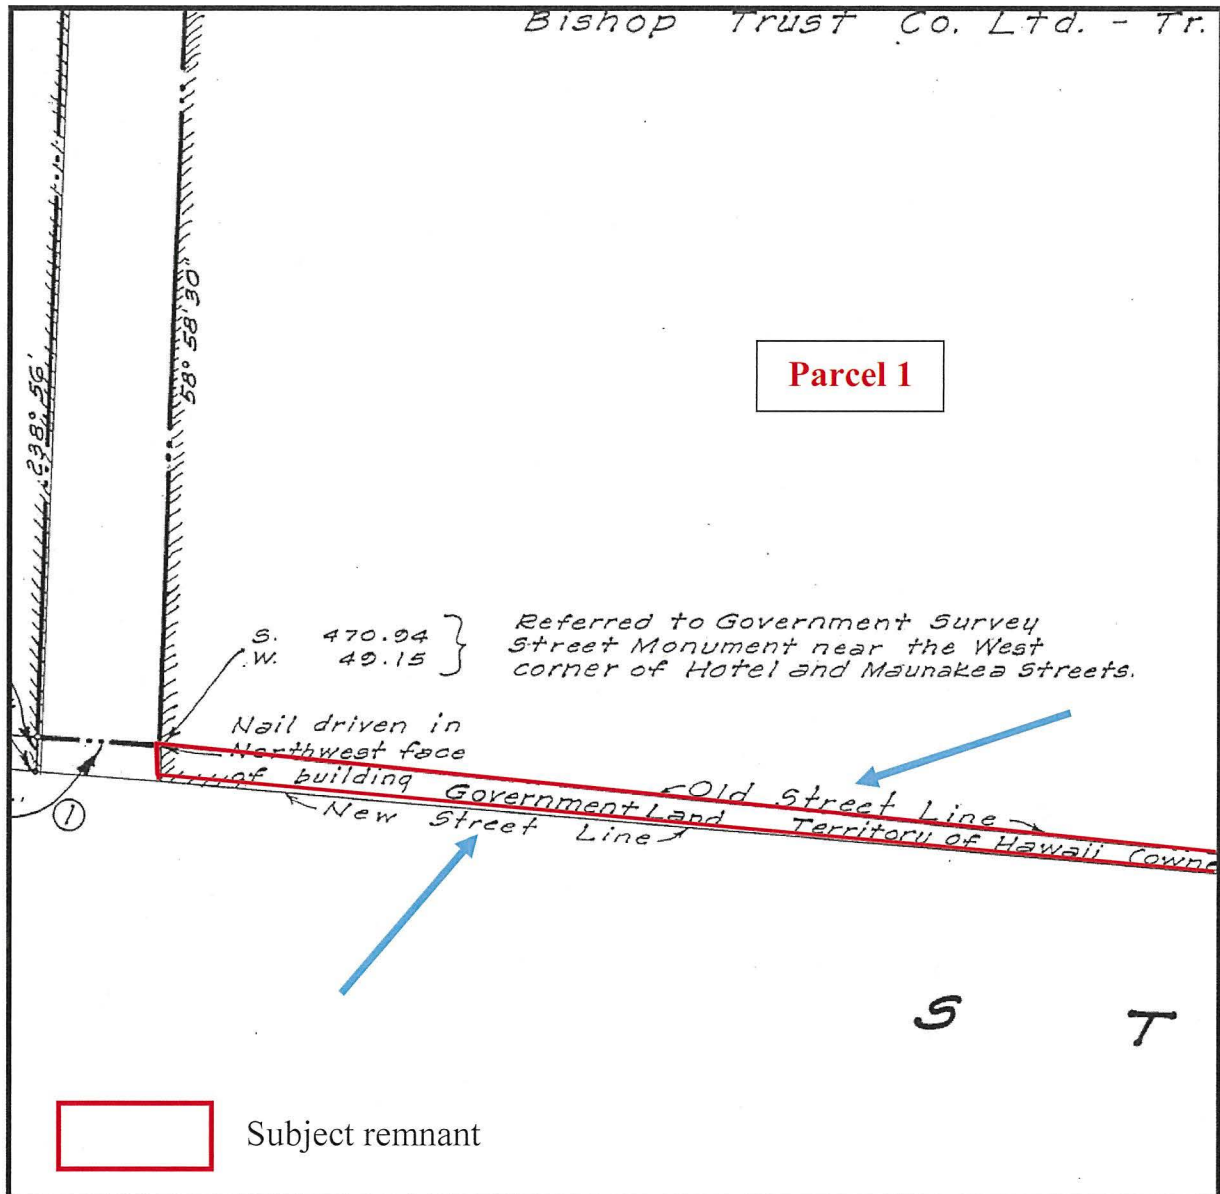 Bishop Trust Co. Ltd. - Tr.
238° 56'
58° 58' 30"
Parcel 1
S. 470.94
W. 49.15
Referred to Government Survey
Street Monument near the West
corner of Hotel and Maunakea Streets.
Nail driven in
Northwest face
of building
Old Street Line
Government Land Territory of Hawaii (owne
New Street Line
1
S T
Subject remnant